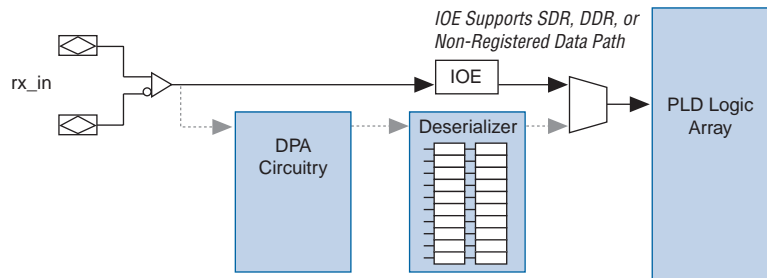 IOE Supports SDR, DDR, or
Non-Registered Data Path
rx_in
IOE
PLD Logic
Array
DPA
Circuitry
Deserializer